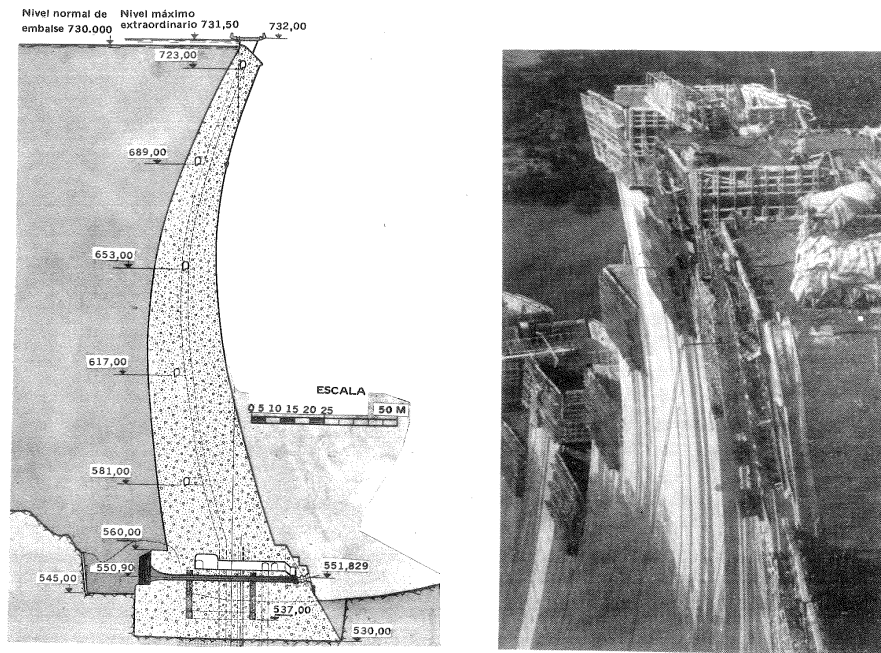 Nivel normal de
embalse 730.000
Nivel máximo
extraordinario 731,50
732,00
723,00
689,00
653,00
617,00
ESCALA
0 5 10 15 20 25 50 M
581,00
560,00
550,90
551,829
545,00
537,00
530,00